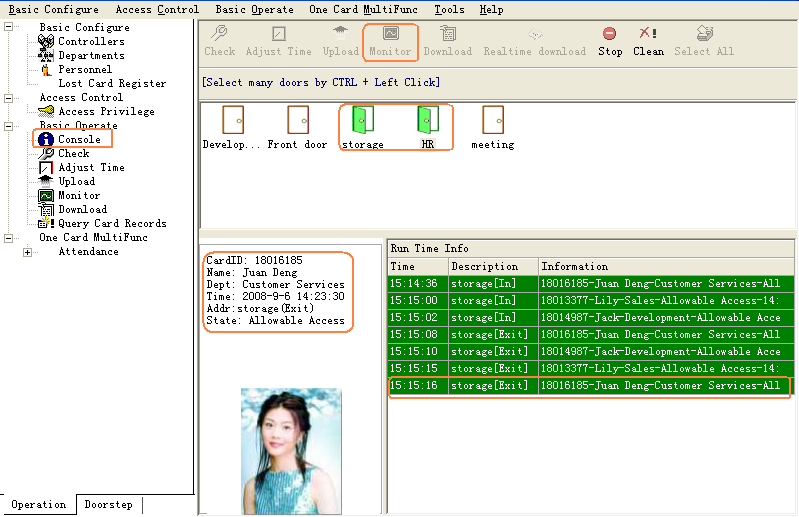 Basic Configure Access Control Basic Operate One Card MultiFunc Tools Help
Basic Configure
Controllers
Departments
Personnel
Lost Card Register
Access Control
Access Privilege
Basic Operate
Console
Check
Adjust Time
Upload
Monitor
Download
Query Card Records
One Card MultiFunc
Attendance
Operation Doorstep
Check Adjust Time Upload Monitor Download Realtime download Stop Clean Select All
[Select many doors by CTRL + Left Click]
Develop... Front door storage HR meeting
CardID: 18016185
Name: Juan Deng
Dept: Customer Services
Time: 2008-9-6 14:23:30
Addr:storage(Exit)
State: Allowable Access
Run Time Info
Time Description Information
15:14:36 storage[In] 18016185-Juan Deng-Customer Services-All
15:15:00 storage[In] 18013377-Lily-Sales-Allowable Access-14:
15:15:02 storage[In] 18014987-Jack-Development-Allowable Acce
15:15:08 storage[Exit] 18016185-Juan Deng-Customer Services-All
15:15:10 storage[Exit] 18014987-Jack-Development-Allowable Acce
15:15:15 storage[Exit] 18013377-Lily-Sales-Allowable Access-14:
15:15:16 storage[Exit] 18016185-Juan Deng-Customer Services-All